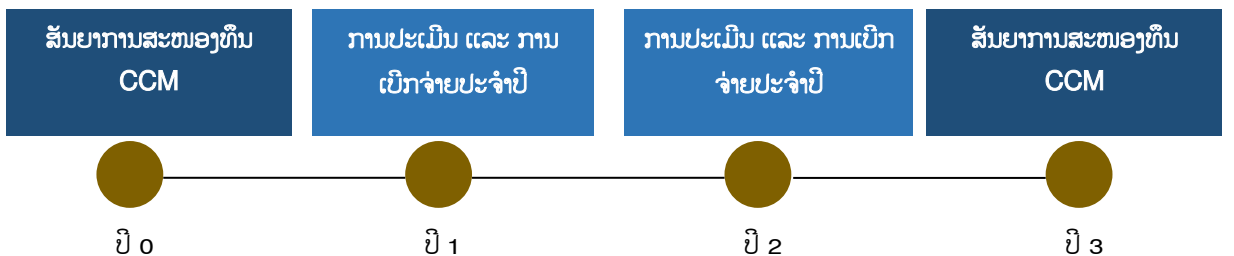 ສັນຍາການສະໜອງທຶນ
CCM
ການປະເມີນ ແລະ ການ
ເບີກຈ່າຍປະຈຳປີ
ການປະເມີນ ແລະ ການເບີກ
ຈ່າຍປະຈຳປີ
ສັນຍາການສະໜອງທຶນ
CCM
ປີ 0
ປີ 1
ປີ 2
ປີ 3